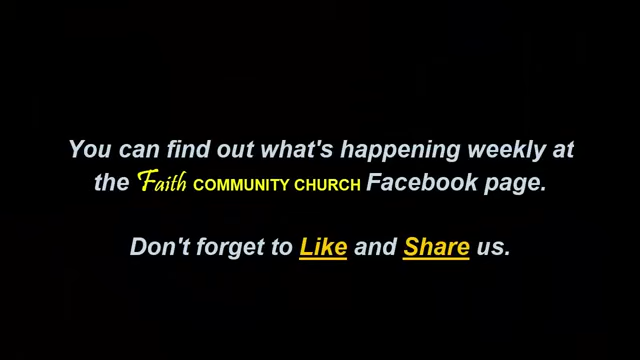 You can find out what's happening weekly at
the Faith COMMUNITY CHURCH Facebook page.
Don't forget to Like and Share us.